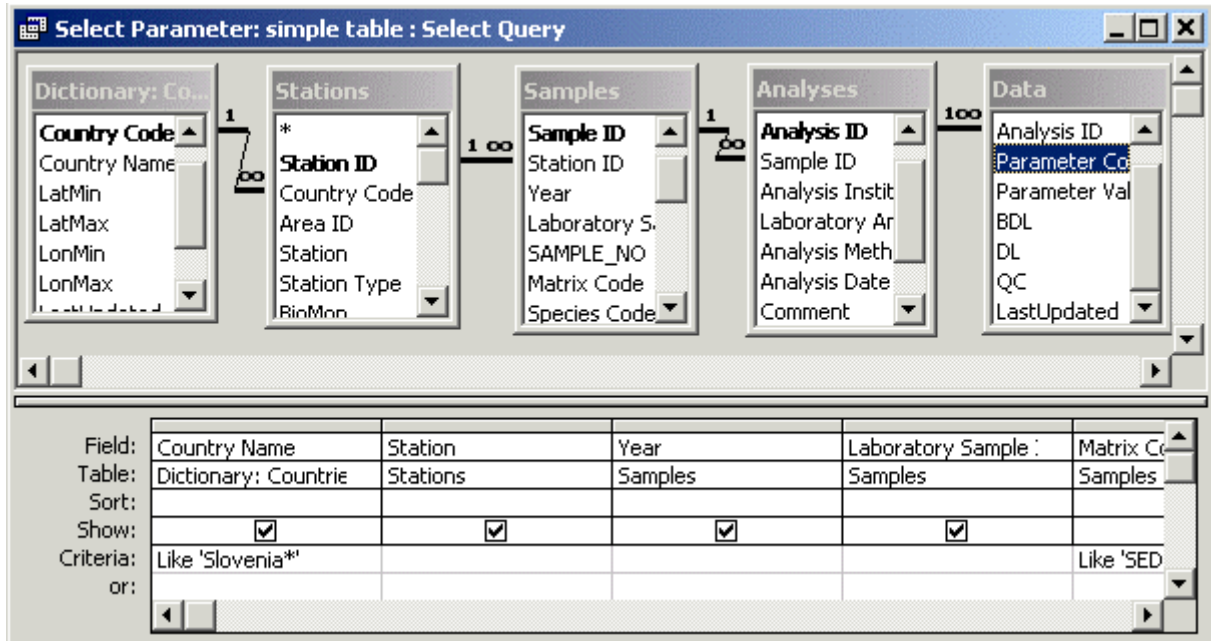 Select Parameter: simple table : Select Query
Dictionary: Co...
Country Code
Country Name
LatMin
LatMax
LonMin
LonMax
LastUpdated
1
∞
Stations
*
Station ID
Country Code
Area ID
Station
Station Type
BioMon
1 ∞
Samples
Sample ID
Station ID
Year
Laboratory S
SAMPLE_NO
Matrix Code
Species Code
1
∞
Analyses
Analysis ID
Sample ID
Analysis Instit
Laboratory An
Analysis Meth
Analysis Date
Comment
1∞
Data
Analysis ID
Parameter Co
Parameter Val
BDL
DL
QC
LastUpdated
Field: Country Name Station Year Laboratory Sample Matrix Co
Table: Dictionary: Countrie Stations Samples Samples Samples
Sort:
Show:
Criteria: Like 'Slovenia*' Like 'SED
or: